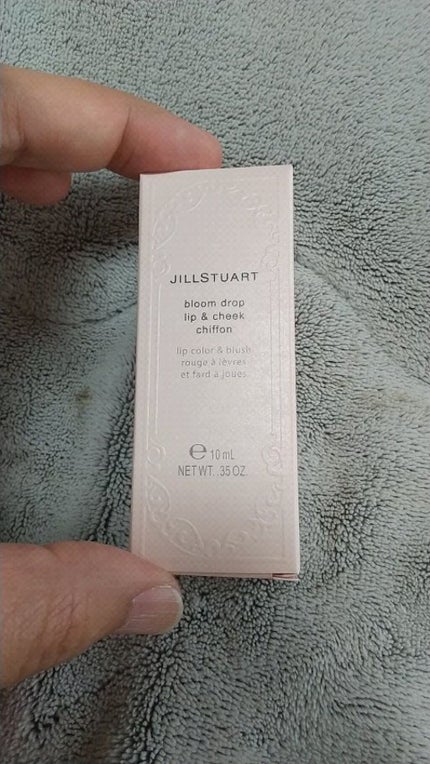 JILLSTUART
bloom drop
lip & cheek
chiffon
lip color & blush
rouge à lèvres
et fard à joues
℮ 10 mL
NET WT. .35 OZ.